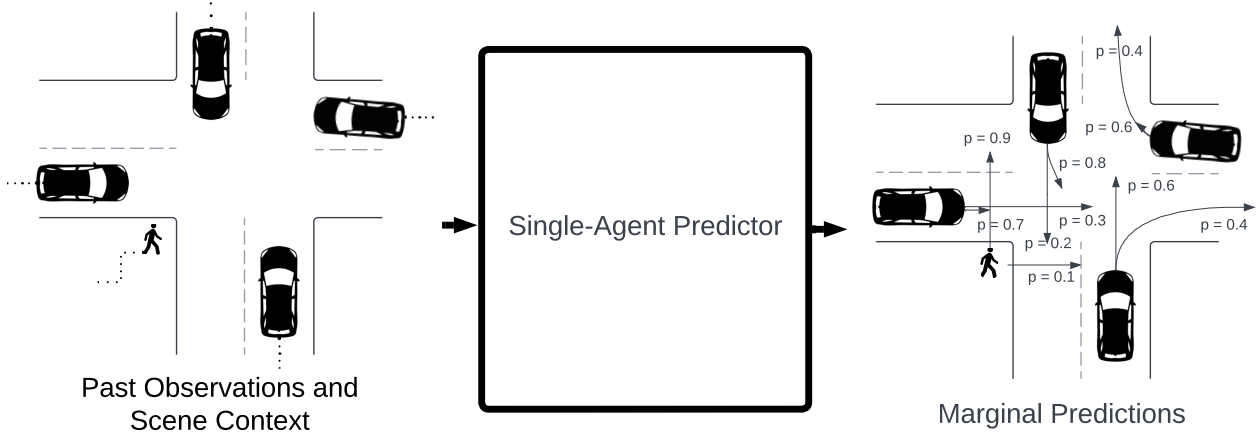 Past Observations and
Scene Context
Single-Agent Predictor
p = 0.4
p = 0.6
p = 0.9
p = 0.8
p = 0.6
p = 0.7
p = 0.3
p = 0.4
p = 0.2
p = 0.1
Marginal Predictions